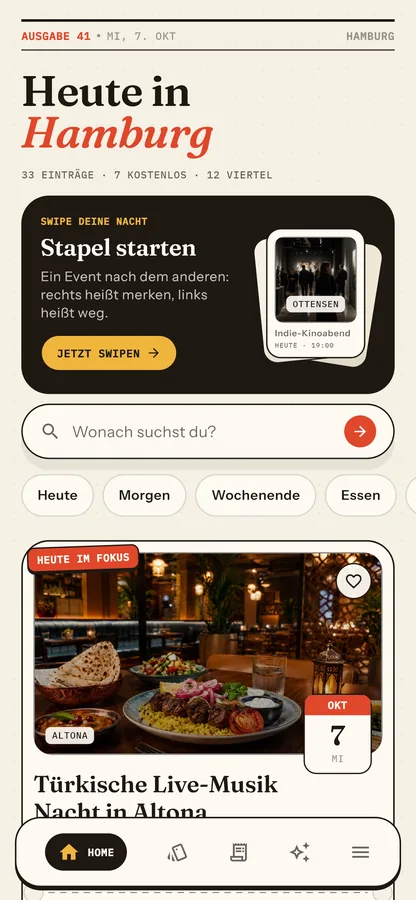 AUSGABE 41 • MI, 7. OKT HAMBURG
Heute in
Hamburg
33 EINTRÄGE · 7 KOSTENLOS · 12 VIERTEL
SWIPE DEINE NACHT
Stapel starten
Ein Event nach dem anderen:
rechts heißt merken, links
heißt weg.
JETZT SWIPEN →
OTTENSEN
Indie-Kinoabend
HEUTE · 19:00
Wonach suchst du?
Heute
Morgen
Wochenende
Essen
HEUTE IM FOKUS
ALTONA
OKT
7
MI
Türkische Live-Musik
Nacht in Altona
HOME